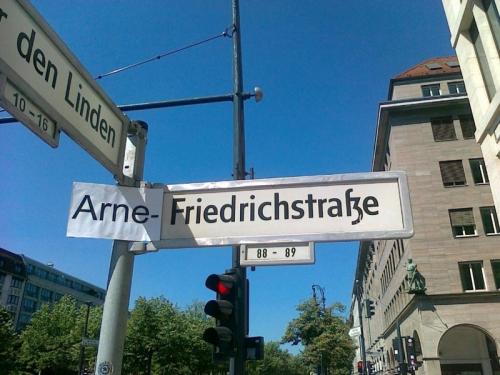 r den Linden
10 - 16
Arne- Friedrichstraße
88 - 89